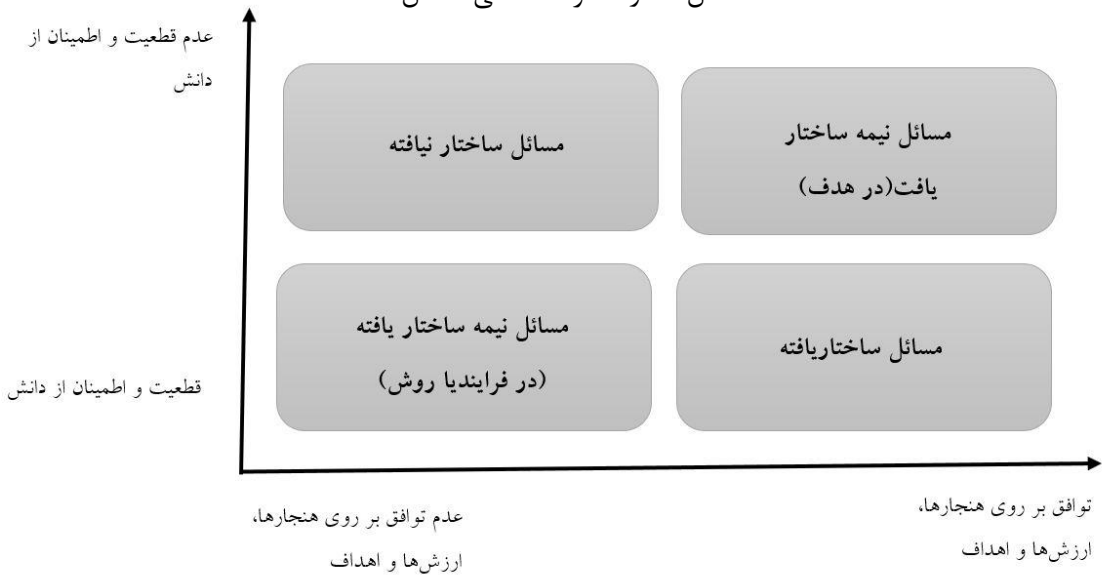 عدم قطعیت و اطمینان از
دانش
مسائل نیمه ساختار
یافت(در هدف)
مسائل ساختار نیافته
مسائل ساختاریافته
مسائل نیمه ساختار یافته
(در فرایندیا روش)
قطعیت و اطمینان از دانش
توافق بر روی هنجارها،
ارزش‌ها و اهداف
عدم توافق بر روی هنجارها،
ارزش‌ها و اهداف